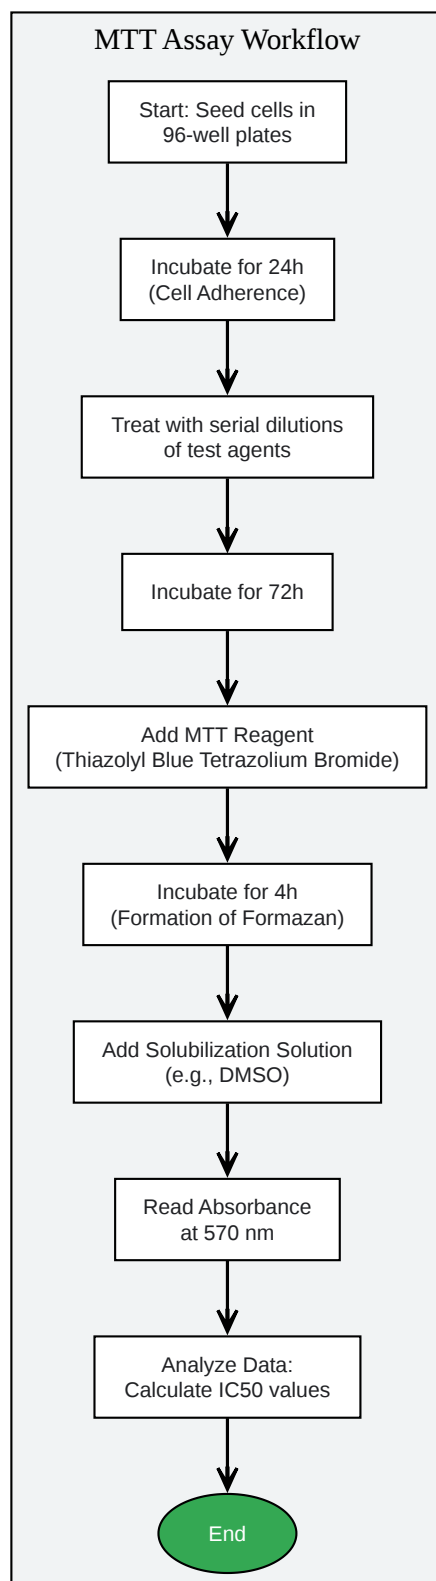 MTT Assay Workflow
Start: Seed cells in
96-well plates
Incubate for 24h
(Cell Adherence)
Treat with serial dilutions
of test agents
Incubate for 72h
Add MTT Reagent
(Thiazolyl Blue Tetrazolium Bromide)
Incubate for 4h
(Formation of Formazan)
Add Solubilization Solution
(e.g., DMSO)
Read Absorbance
at 570 nm
Analyze Data:
Calculate IC50 values
End